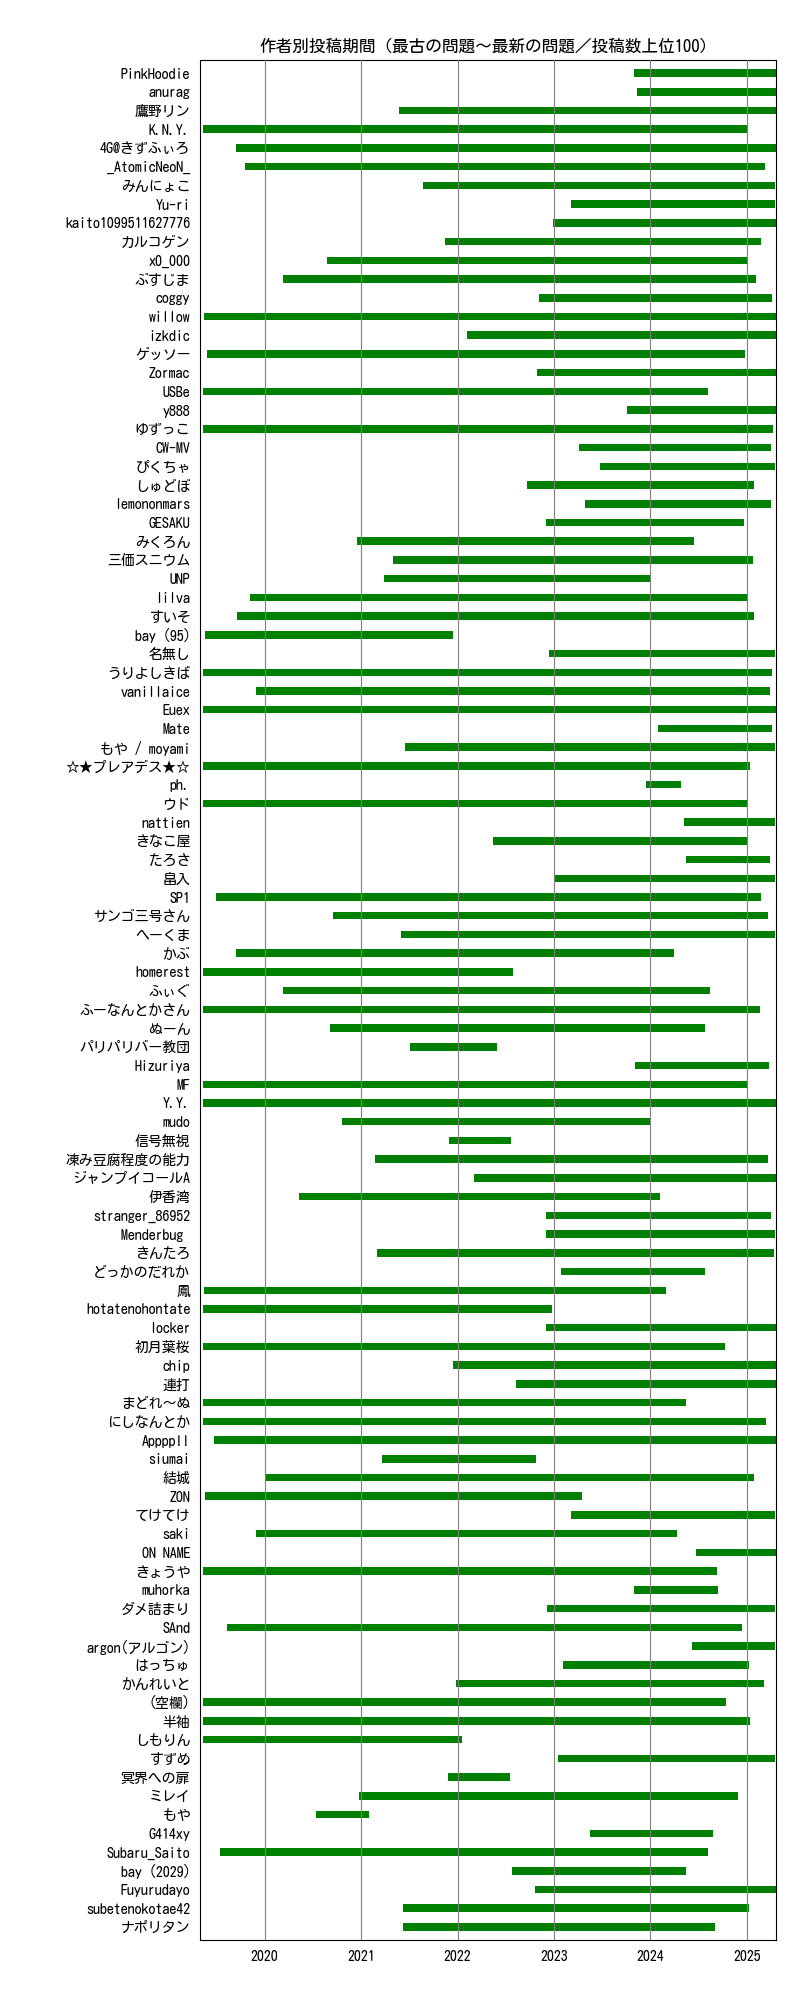 作者別投稿期間（最古の問題～最新の問題／投稿数上位100）
PinkHoodie
anurag
鷹野リン
K.N.Y.
4G@きずふぃろ
_AtomicNeoN_
みんにょこ
Yu-ri
kaito1099511627776
カルコゲン
x0_000
ぶすじま
coggy
willow
izkdic
ゲッソー
Zormac
USBe
y888
ゆずっこ
CW-MV
ぴくちゃ
しゅどぼ
lemononmars
GESAKU
みくろん
三価スニウム
UNP
lilva
すいそ
bay (95)
名無し
うりよしきば
vanillaice
Euex
Mate
もや / moyami
☆★プレアデス★☆
ph.
ウド
nattien
きなこ屋
たろさ
畠入
SP1
サンゴ三号さん
へーくま
かぶ
homerest
ふぃぐ
ふーなんとかさん
ぬーん
パリパリバー教団
Hizuriya
MF
Y.Y.
mudo
信号無視
凍み豆腐程度の能力
ジャンプイコールA
伊香湾
stranger_86952
Menderbug
きんたろ
どっかのだれか
鳳
hotatenohontate
locker
初月葉桜
chip
連打
まどれ～ぬ
にしなんとか
Appppll
siumai
結城
ZON
てけてけ
saki
ON NAME
きょうや
muhorka
ダメ詰まり
SAnd
argon(アルゴン)
はっちゅ
かんれいと
(空欄)
半袖
しもりん
すずめ
冥界への扉
ミレイ
もや
G414xy
Subaru_Saito
bay (2029)
Fuyurudayo
subetenokotae42
ナポリタン
2020 2021 2022 2023 2024 2025